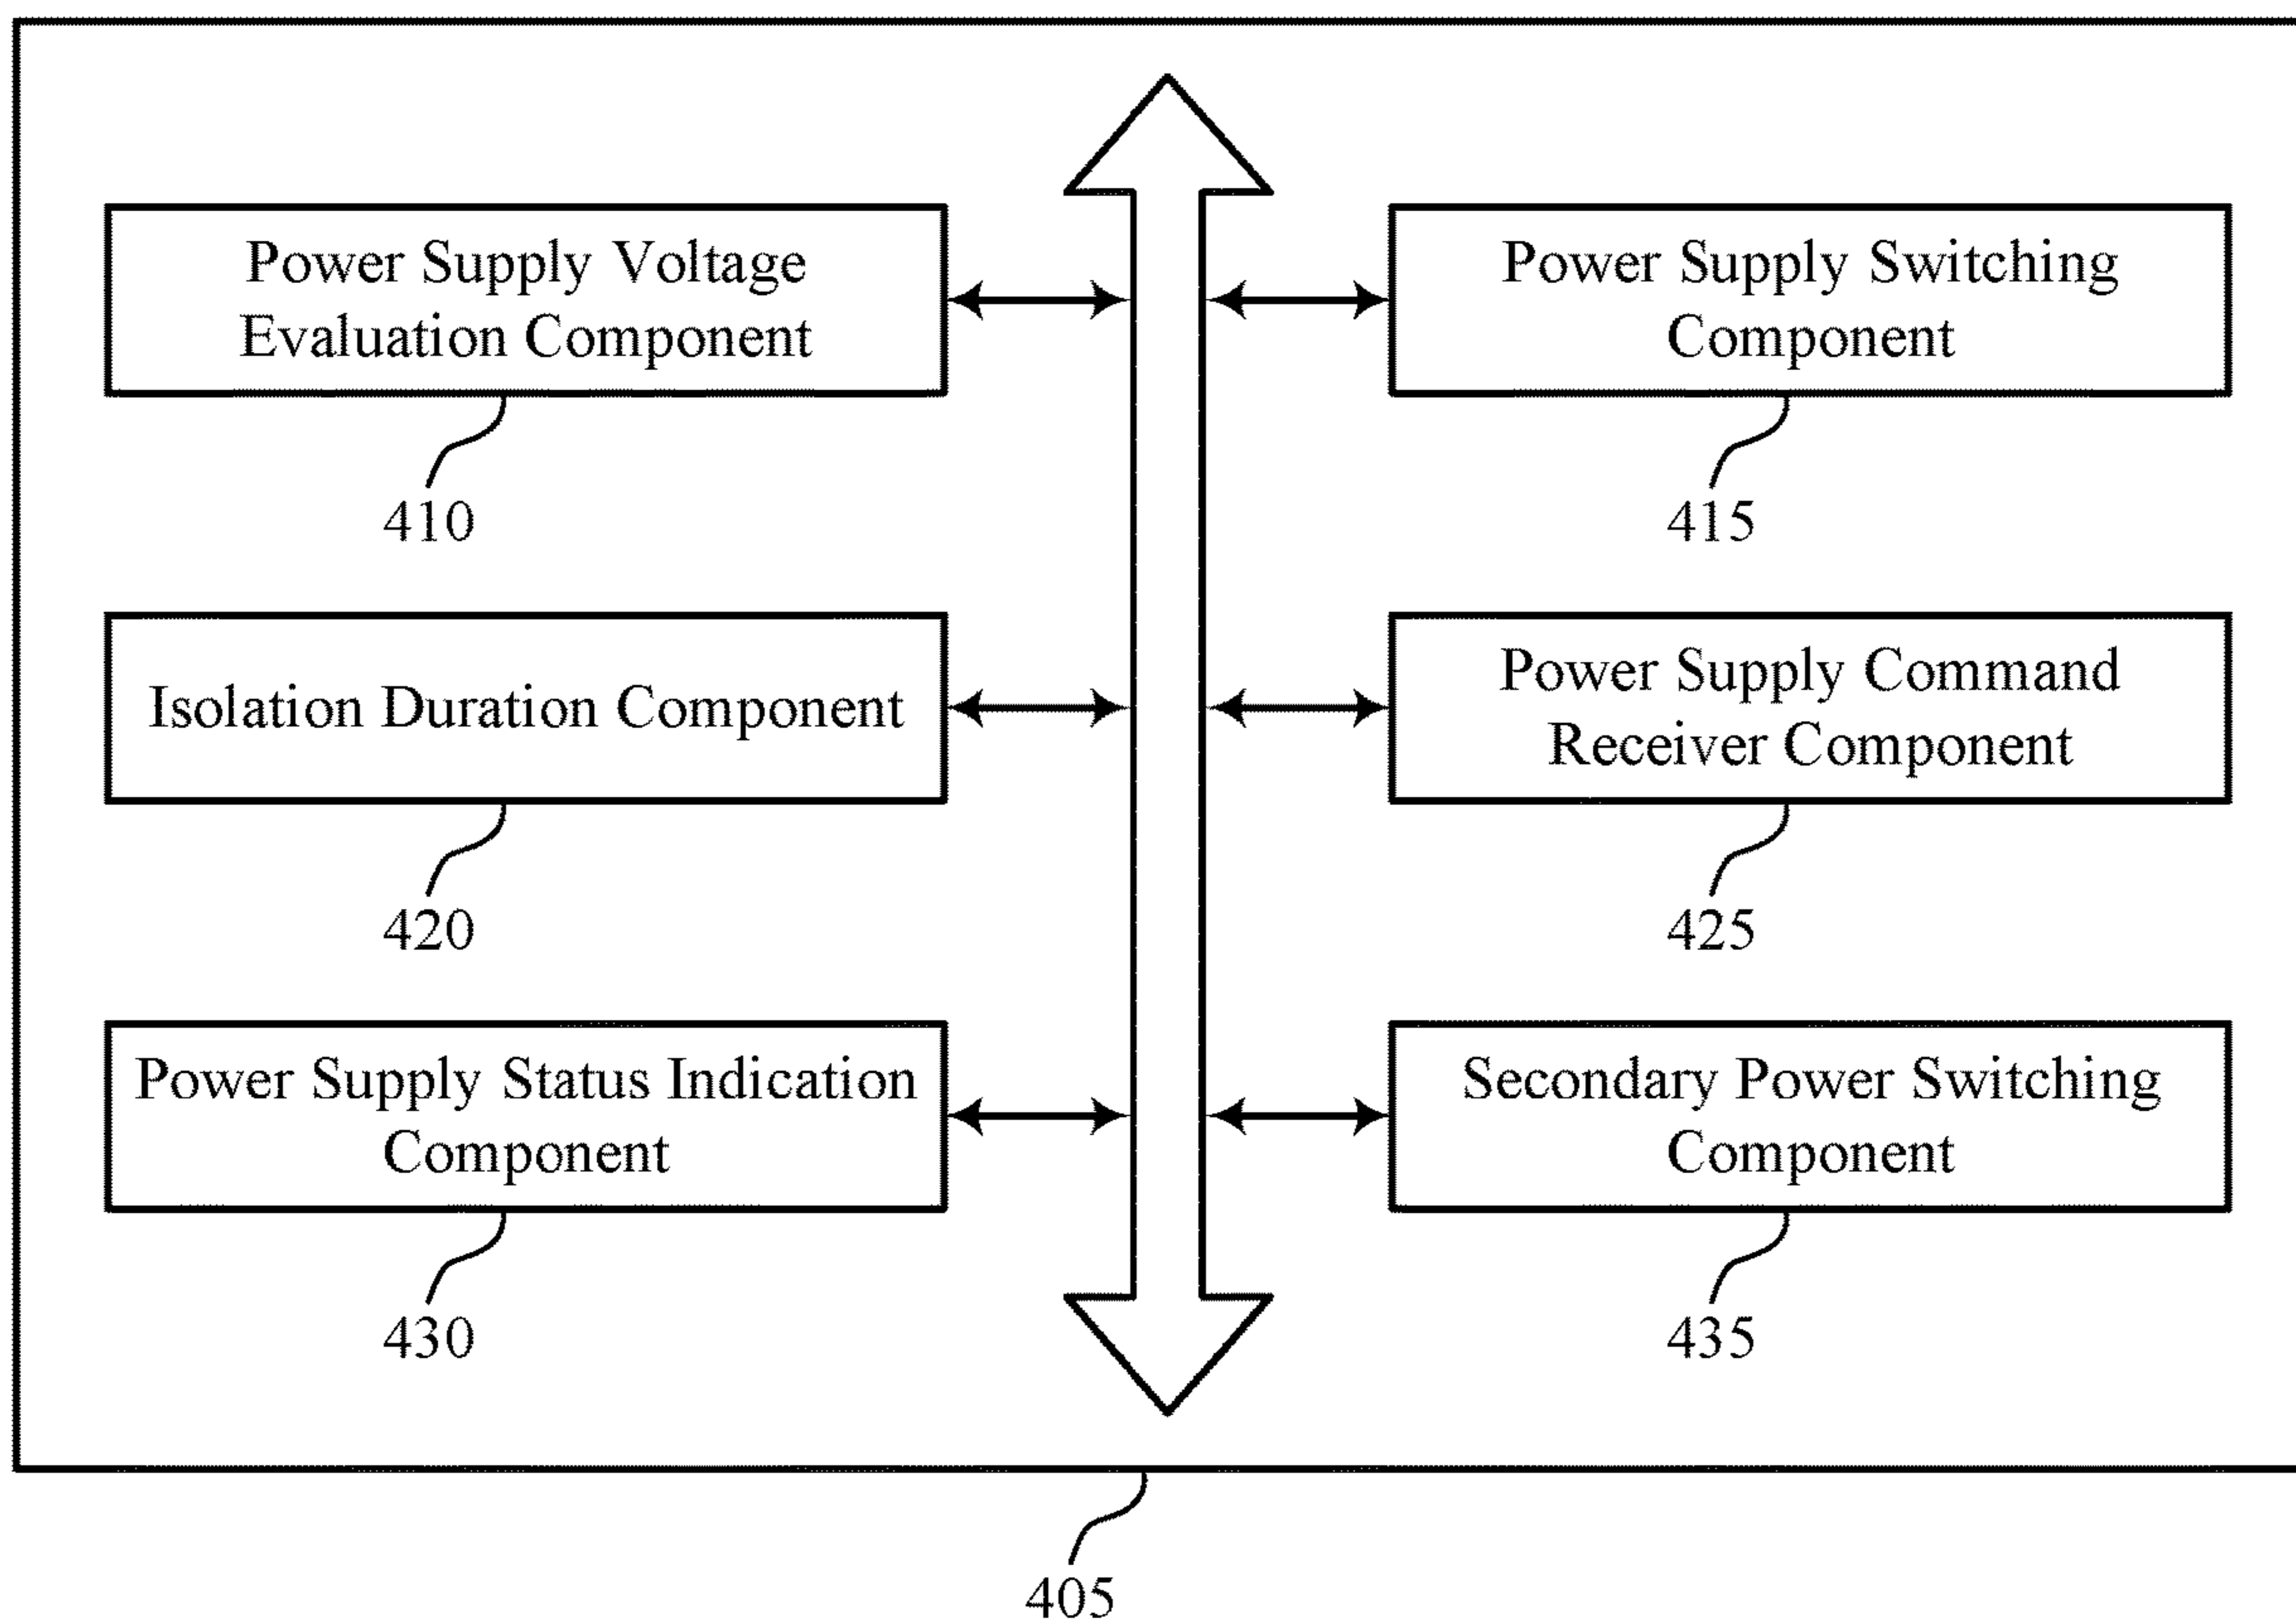 Power Supply Voltage
Evaluation Component
410
Power Supply Switching
Component
415
Isolation Duration Component
420
Power Supply Command
Receiver Component
425
Power Supply Status Indication
Component
430
Secondary Power Switching
Component
435
405